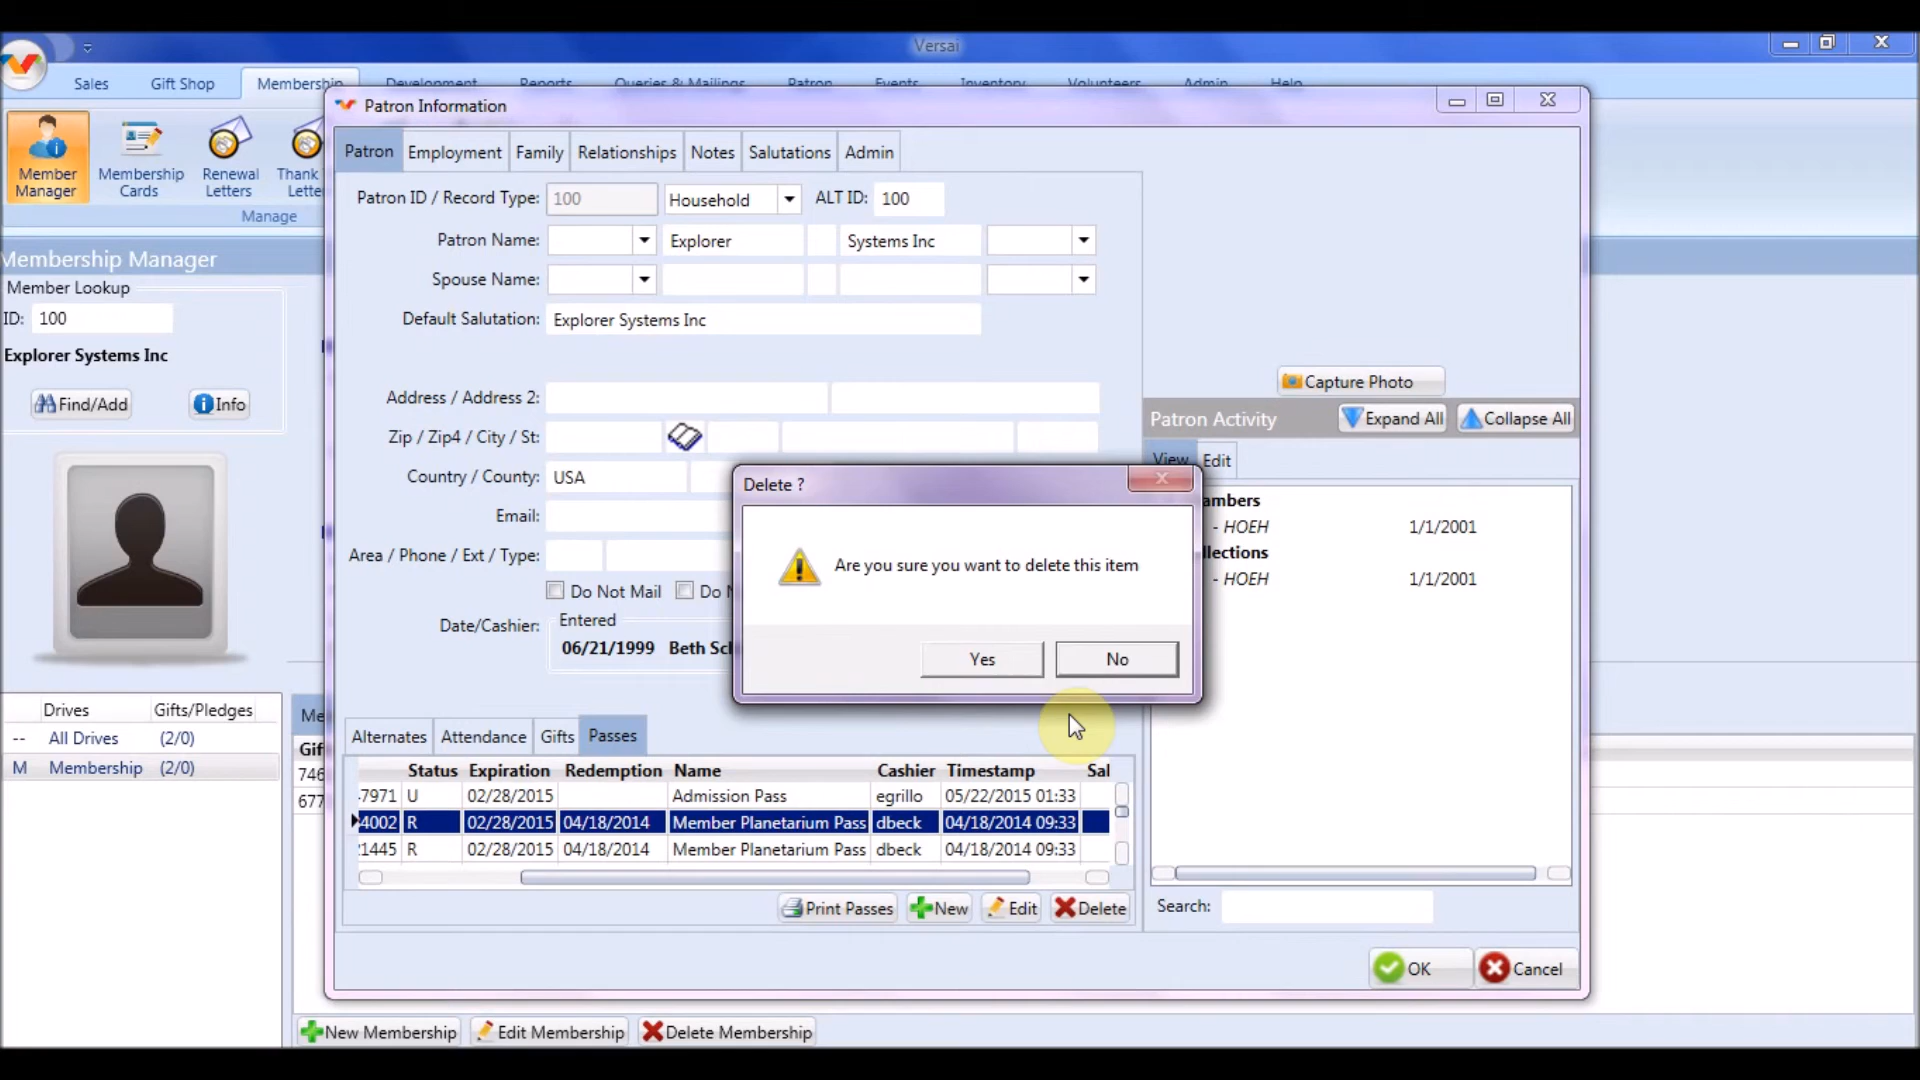 Versai
Sales Gift Shop Membership Development Reports Queries & Mailings Patron Events Inventory Volunteers Admin Help
Member Manager
Membership Cards
Renewal Letters
Thank
Manage
Membership Manager
Member Lookup
ID: 100
Explorer Systems Inc
Find/Add Info
Drives Gifts/Pledges
-- All Drives (2/0)
M Membership (2/0)
Patron Information
Patron Employment Family Relationships Notes Salutations Admin
Patron ID / Record Type: 100 Household ALT ID: 100
Patron Name: Explorer Systems Inc
Spouse Name:
Default Salutation: Explorer Systems Inc
Address / Address 2:
Zip / Zip4 / City / St:
Country / County: USA
Email:
Area / Phone / Ext / Type:
Do Not Mail
Date/Cashier: Entered
06/21/1999 Beth
Capture Photo
Patron Activity Expand All Collapse All
View Edit
- HOEH 1/1/2001
- HOEH 1/1/2001
Search:
Delete ?
Are you sure you want to delete this item
Yes No
Alternates Attendance Gifts Passes
Status Expiration Redemption Name Cashier Timestamp Sal
7971 U 02/28/2015 Admission Pass egrillo 05/22/2015 01:33
4002 R 02/28/2015 04/18/2014 Member Planetarium Pass dbeck 04/18/2014 09:33
1445 R 02/28/2015 04/18/2014 Member Planetarium Pass dbeck 04/18/2014 09:33
Print Passes New Edit Delete
OK Cancel
New Membership Edit Membership Delete Membership